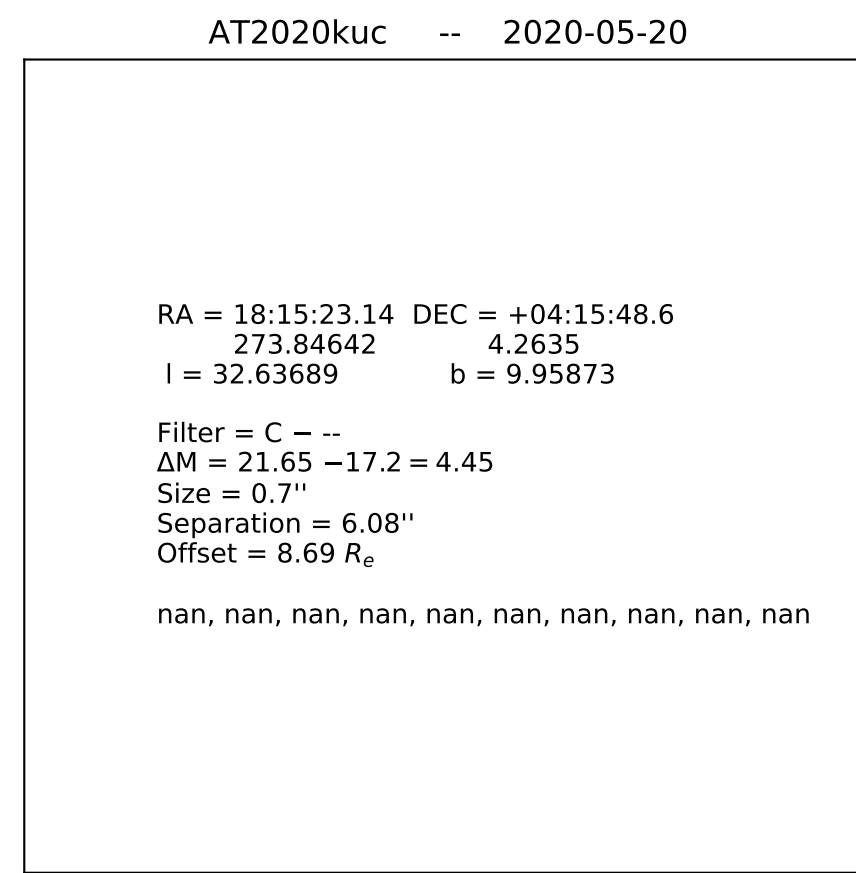 AT2020kuc -- 2020-05-20
RA = 18:15:23.14 DEC = +04:15:48.6
273.84642 4.2635
l = 32.63689 b = 9.95873
Filter = C − --
ΔM = 21.65 −17.2 = 4.45
Size = 0.7''
Separation = 6.08''
Offset = 8.69 Re
nan, nan, nan, nan, nan, nan, nan, nan, nan, nan